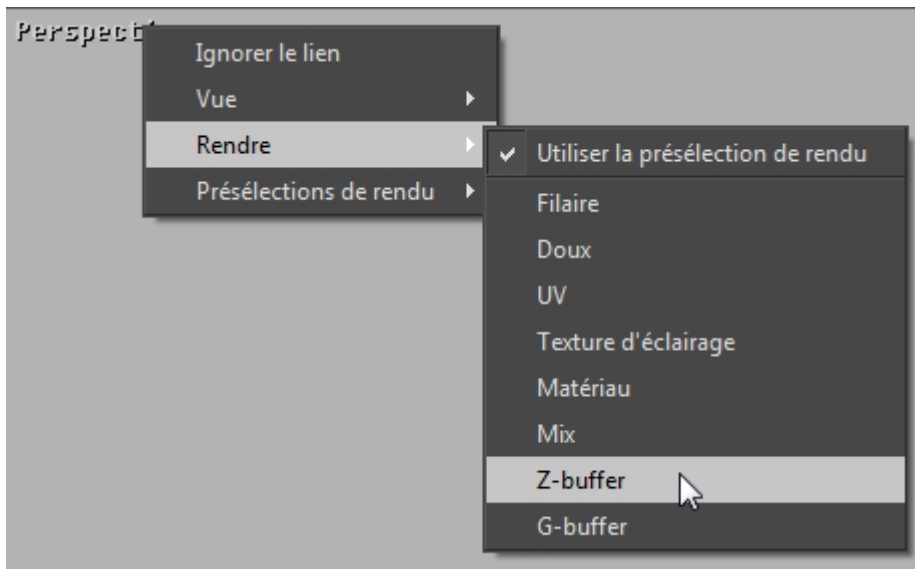 Perspecti
Ignorer le lien
Vue
Rendre
Présélections de rendu
Utiliser la présélection de rendu
Filaire
Doux
UV
Texture d'éclairage
Matériau
Mix
Z-buffer
G-buffer